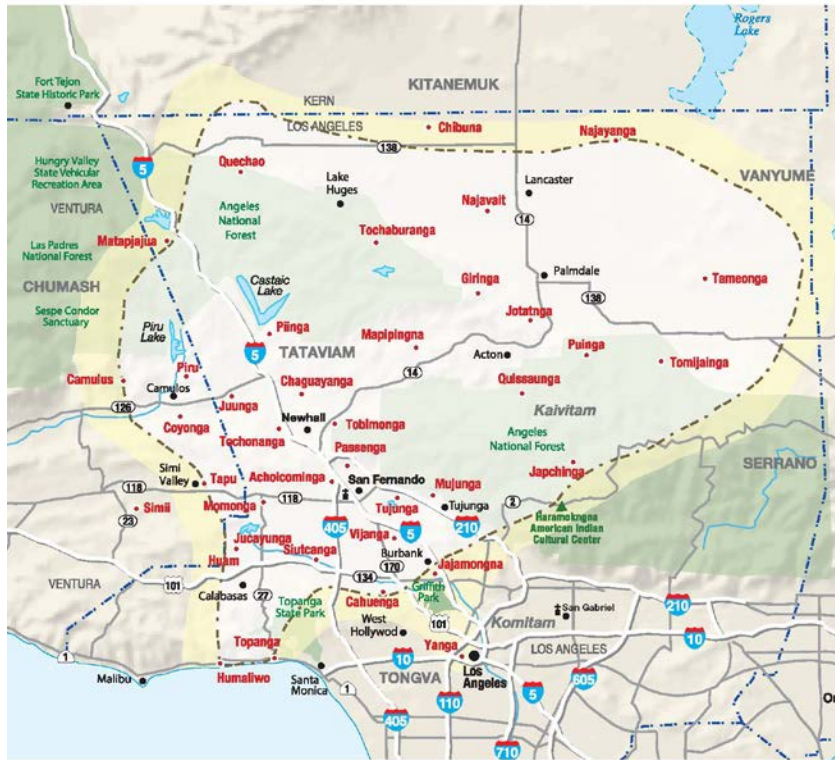 Rogers
Lake
Fort Tejon
State Historic Park
KITANEMUK
KERN
LOS ANGELES
Chibuna
Najayanga
138
Hungry Valley
State Vehicular
Recreation Area
5
Quechao
Lake
Huges
Lancaster
VANYUME
VENTURA
Angeles
National
Forest
Najavait
14
Matapjajua
Tochaburanga
Las Padres
National Forest
CHUMASH
Castaic
Lake
Giringa
Palmdale
Tameonga
138
Sespe Condor
Sanctuary
Jotatnga
Piru
Lake
Piinga
5
TATAVIAM
Mapipingna
Acton
Puinga
Tomijainga
14
Camulus
Piru
Camulos
Chaguayanga
Quissaunga
126
Juunga
Newhall
Kaivitam
Coyonga
Tochonanga
Tobimonga
Angeles
National Forest
Passenga
Simi
Valley
Japchinga
SERRANO
118
Tapu
Achoicominga
San Fernando
Mujunga
Simii
23
Momonga
118
Tujunga
Tujunga
2
Haramokngna
American Indian
Cultural Center
405
5
210
Jucayunga
Vijanga
Huam
Siutcanga
Burbank
170
Jajamongna
VENTURA
101
134
Calabasas
27
Topanga
State Park
Cahuenga
Griffith
Park
101
San Gabriel
210
Komitam
West
Hollywod
10
Topanga
Yanga
LOS ANGELES
1
Humaliwo
10
Los
Angeles
Malibu
Santa
Monica
1
TONGVA
110
5
605
405
710